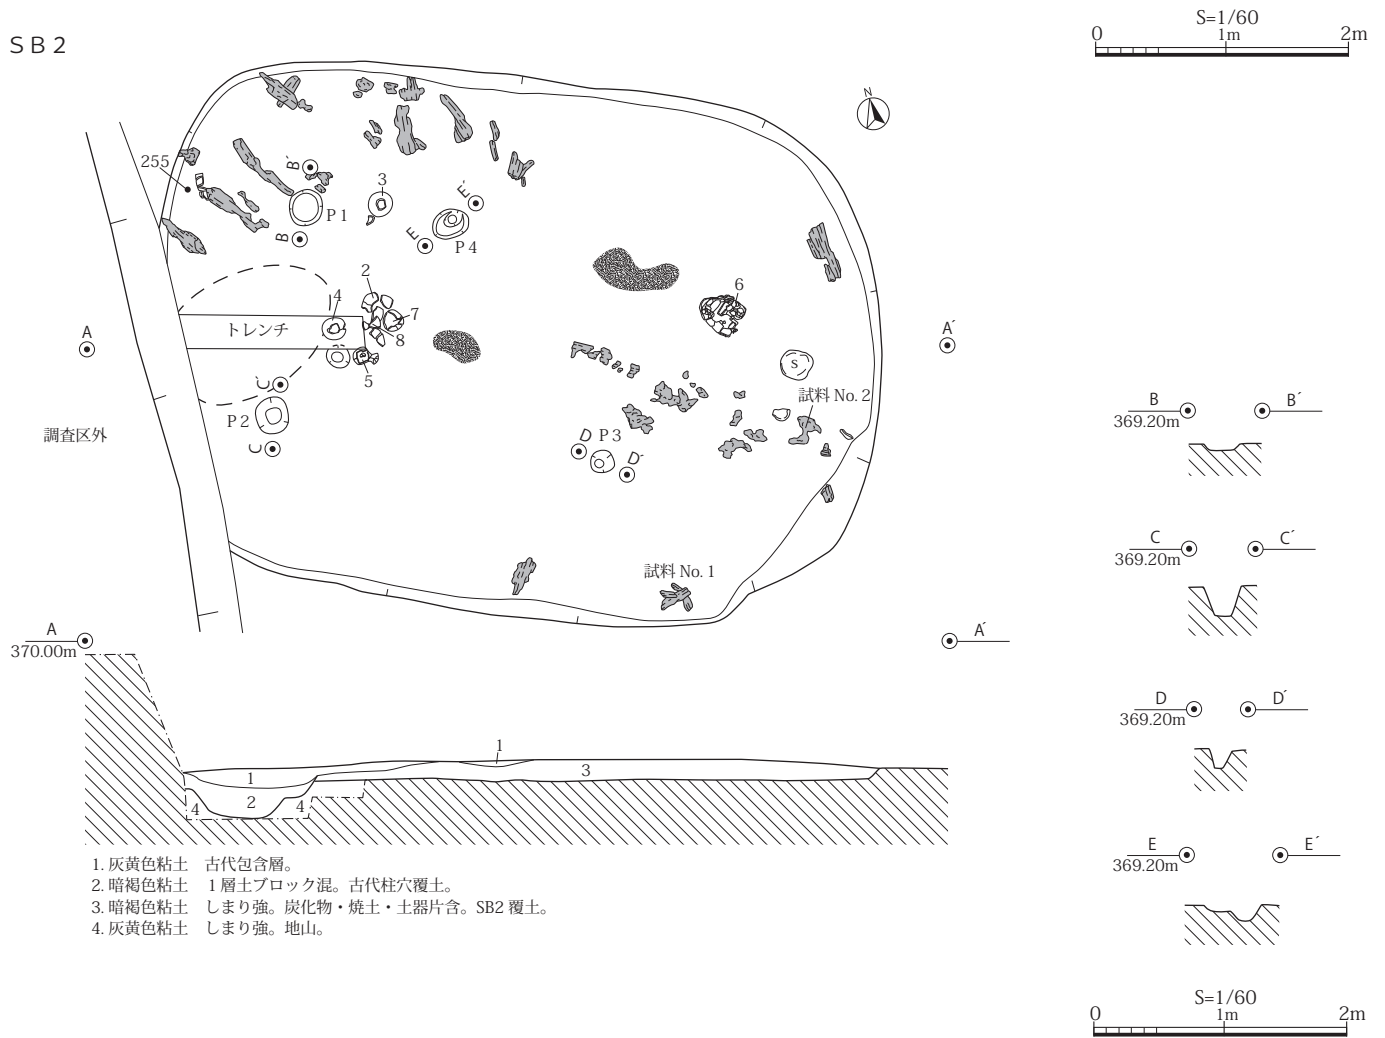 SB2
S=1/60
0 1m 2m
N
255
B´
3
E´
P1
E
P4
B
2
4
7
6
トレンチ
8
A
A´
5
S
C´
試料 No. 2
P2
B B´
369.20m
調査区外
D P3
C
D´
C C´
369.20m
試料 No. 1
A A´
370.00m
D D´
369.20m
1
1 3
2
4 4
E E´
369.20m
1. 灰黄色粘土 古代包含層。
2. 暗褐色粘土 1層土ブロック混。古代柱穴覆土。
3. 暗褐色粘土 しまり強。炭化物・焼土・土器片含。SB2 覆土。
4. 灰黄色粘土 しまり強。地山。
S=1/60
0 1m 2m